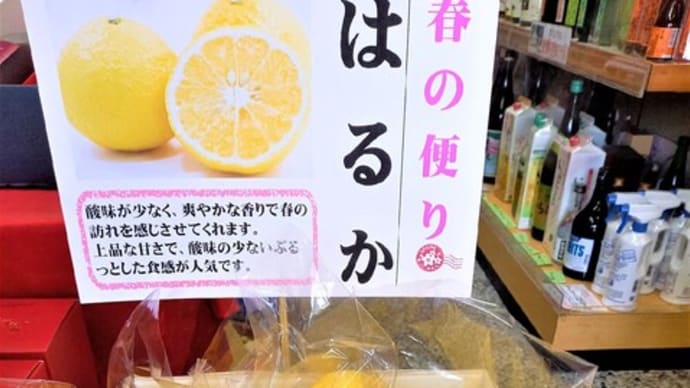 春の便り
はるか
酸味が少なく、爽やかな香りで春の
訪れを感じさせてくれます。
上品な甘さで、酸味の少ないぷる
っとした食感が人気です。